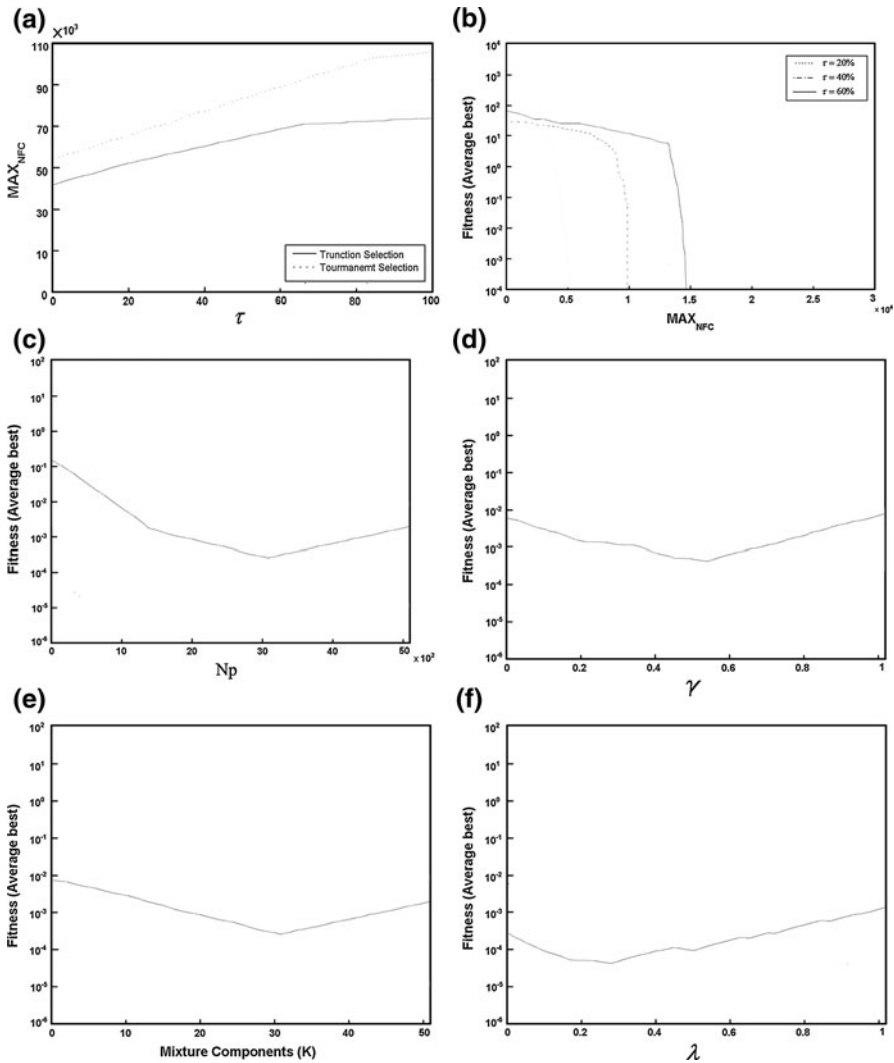 (a)
×10³
110
90
70
50
30
10
0
MAX_NFC
0 20 40 60 80 100
τ
Trunction Selection
Tourmanemt Selection
(b)
10⁴
10³
10²
10¹
10⁰
10⁻¹
10⁻²
10⁻³
10⁻⁴
Fitness (Average best)
0 0.5 1 1.5 2 2.5 3
× 10⁴
MAX_NFC
r = 20%
r = 40%
r = 60%
(c)
10²
10¹
10⁰
10⁻¹
10⁻²
10⁻³
10⁻⁴
10⁻⁵
10⁻⁶
Fitness (Average best)
0 10 20 30 40 50
× 10²
Np
(d)
10²
10¹
10⁰
10⁻¹
10⁻²
10⁻³
10⁻⁴
10⁻⁵
10⁻⁶
Fitness (Average best)
0 0.2 0.4 0.6 0.8 1
γ
(e)
10²
10¹
10⁰
10⁻¹
10⁻²
10⁻³
10⁻⁴
10⁻⁵
10⁻⁶
Fitness (Average best)
0 10 20 30 40 50
Mixture Components (K)
(f)
10²
10¹
10⁰
10⁻¹
10⁻²
10⁻³
10⁻⁴
10⁻⁵
10⁻⁶
Fitness (Average best)
0 0.2 0.4 0.6 0.8 1
λ